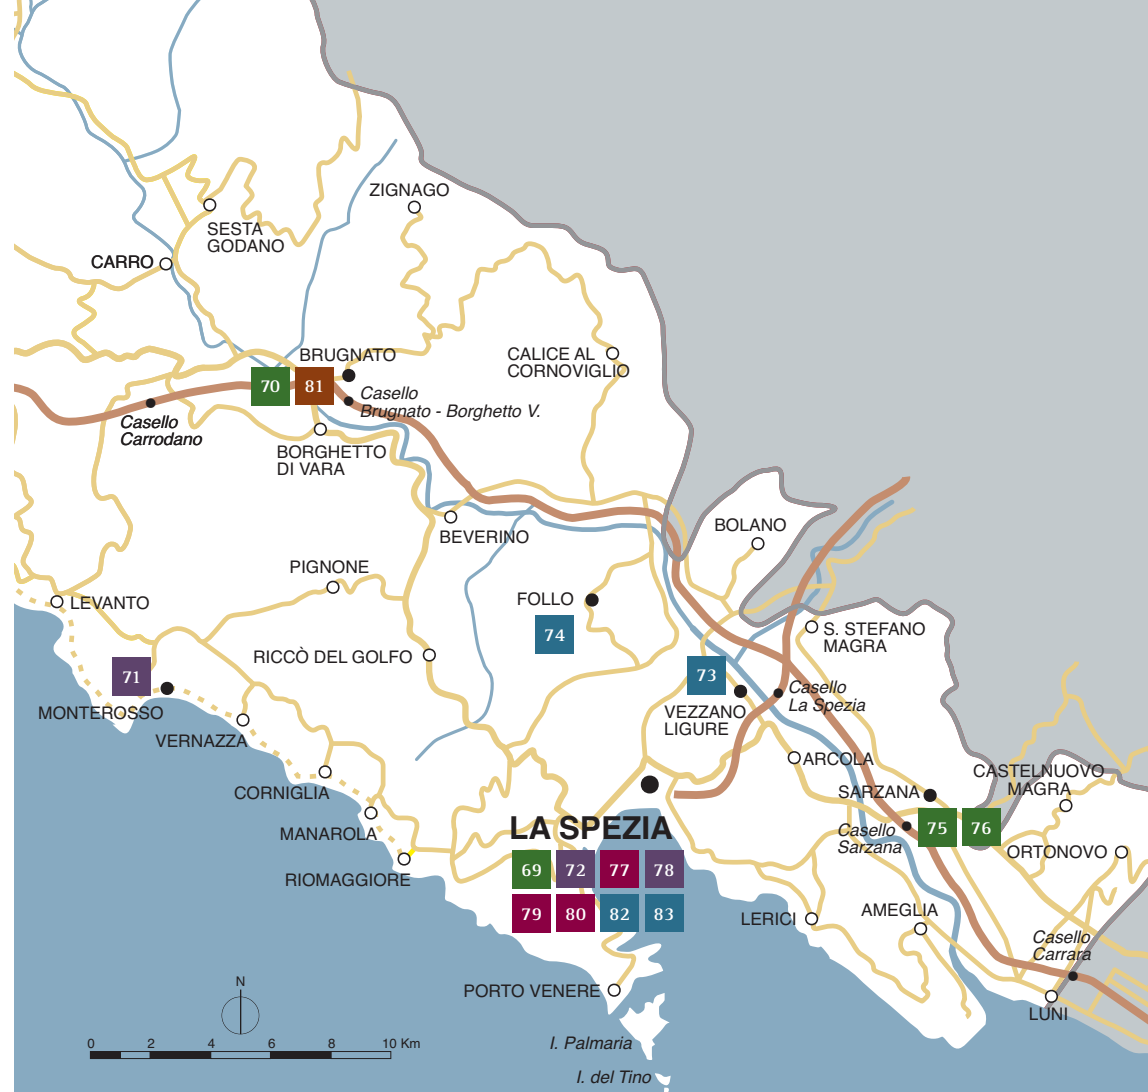 ZIGNAGO
SESTA
GODANO
CARRO
BRUGNATO
CALICE AL
CORNOVIGLIO
70
81
Casello
Brugnato - Borghetto V.
Casello
Carrodano
BORGHETTO
DI VARA
BOLANO
BEVERINO
PIGNONE
LEVANTO
FOLLO
74
S. STEFANO
MAGRA
RICCÒ DEL GOLFO
71
73
Casello
La Spezia
MONTEROSSO
VEZZANO
LIGURE
VERNAZZA
ARCOLA
CASTELNUOVO
MAGRA
CORNIGLIA
SARZANA
MANAROLA
LA SPEZIA
Casello
Sarzana
75
76
ORTONOVO
RIOMAGGIORE
69
72
77
78
79
80
82
83
LERICI
AMEGLIA
Casello
Carrara
N
PORTO VENERE
LUNI
0
2
4
6
8
10 Km
I. Palmaria
I. del Tino